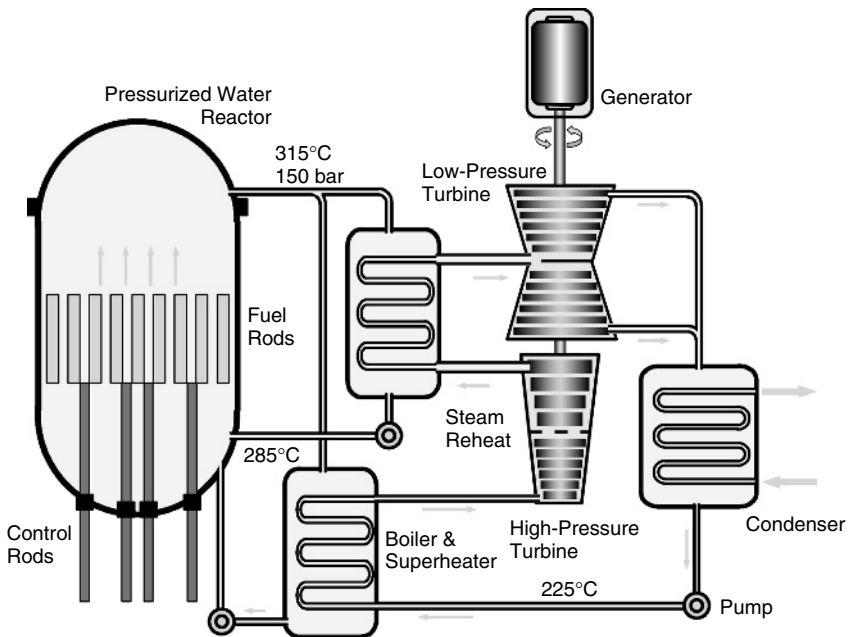 Pressurized Water
Reactor
Generator
315°C
150 bar
Low-Pressure
Turbine
Fuel
Rods
Steam
Reheat
285°C
Control
Rods
Boiler &
Superheater
High-Pressure
Turbine
Condenser
225°C
Pump